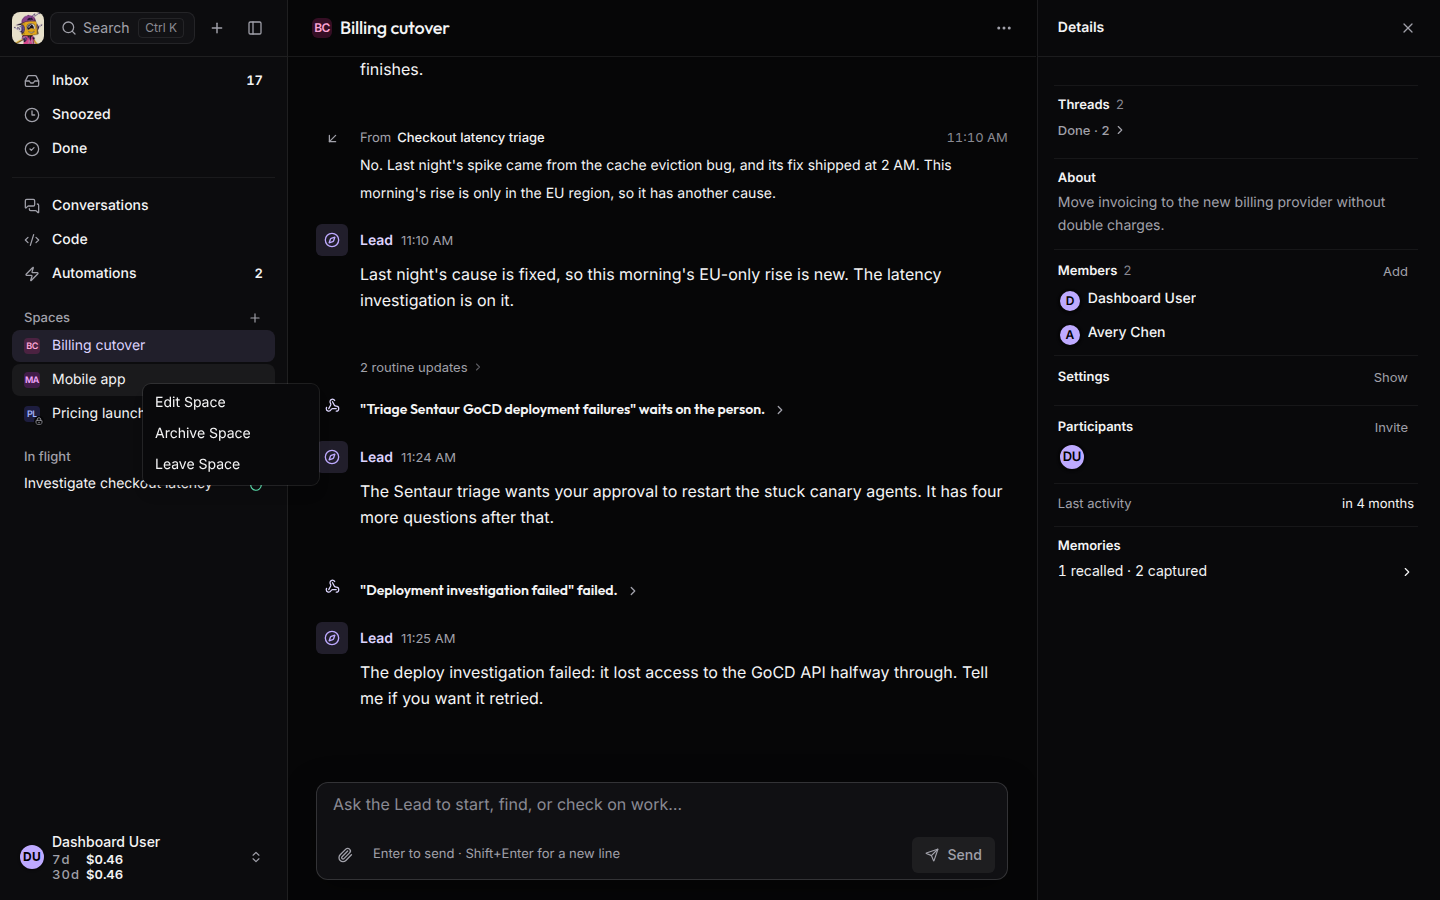 Search Ctrl K
Inbox 17
Snoozed
Done
Conversations
Code
Automations 2
Spaces
BC Billing cutover
MA Mobile app
PL Pricing launch
Edit Space
Archive Space
Leave Space
In flight
Investigate checkout latency
DU Dashboard User
7d $0.46
30d $0.46
BC Billing cutover
finishes.
From Checkout latency triage 11:10 AM
No. Last night's spike came from the cache eviction bug, and its fix shipped at 2 AM. This
morning's rise is only in the EU region, so it has another cause.
Lead 11:10 AM
Last night's cause is fixed, so this morning's EU-only rise is new. The latency
investigation is on it.
2 routine updates
"Triage Sentaur GoCD deployment failures" waits on the person.
Lead 11:24 AM
The Sentaur triage wants your approval to restart the stuck canary agents. It has four
more questions after that.
"Deployment investigation failed" failed.
Lead 11:25 AM
The deploy investigation failed: it lost access to the GoCD API halfway through. Tell
me if you want it retried.
Ask the Lead to start, find, or check on work...
Enter to send · Shift+Enter for a new line
Send
Details
Threads 2
Done · 2
About
Move invoicing to the new billing provider without
double charges.
Members 2 Add
D Dashboard User
A Avery Chen
Settings Show
Participants Invite
DU
Last activity in 4 months
Memories
1 recalled · 2 captured